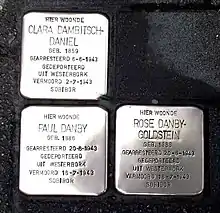 HIER WOONDE
CLARA DAMBITSCH-
DANIEL
GEB. 1859
GEARRESTEERD 6-6-1943
GEDEPORTEERD
UIT WESTERBORK
VERMOORD 2-7-1943
SOBIBOR
HIER WOONDE
PAUL DANBY
GEB. 1886
GEARRESTEERD 20-6-1943
GEDEPORTEERD
UIT WESTERBORK
VERMOORD 16-7-1943
SOBIBOR
HIER WOONDE
ROSE DANBY-
GOLDSTEIN
GEB.
GEARRESTEERD 20-6-1943
GEDEPORTEERD
UIT WESTERBORK
VERMOORD 16-7-1943
SOBIBOR